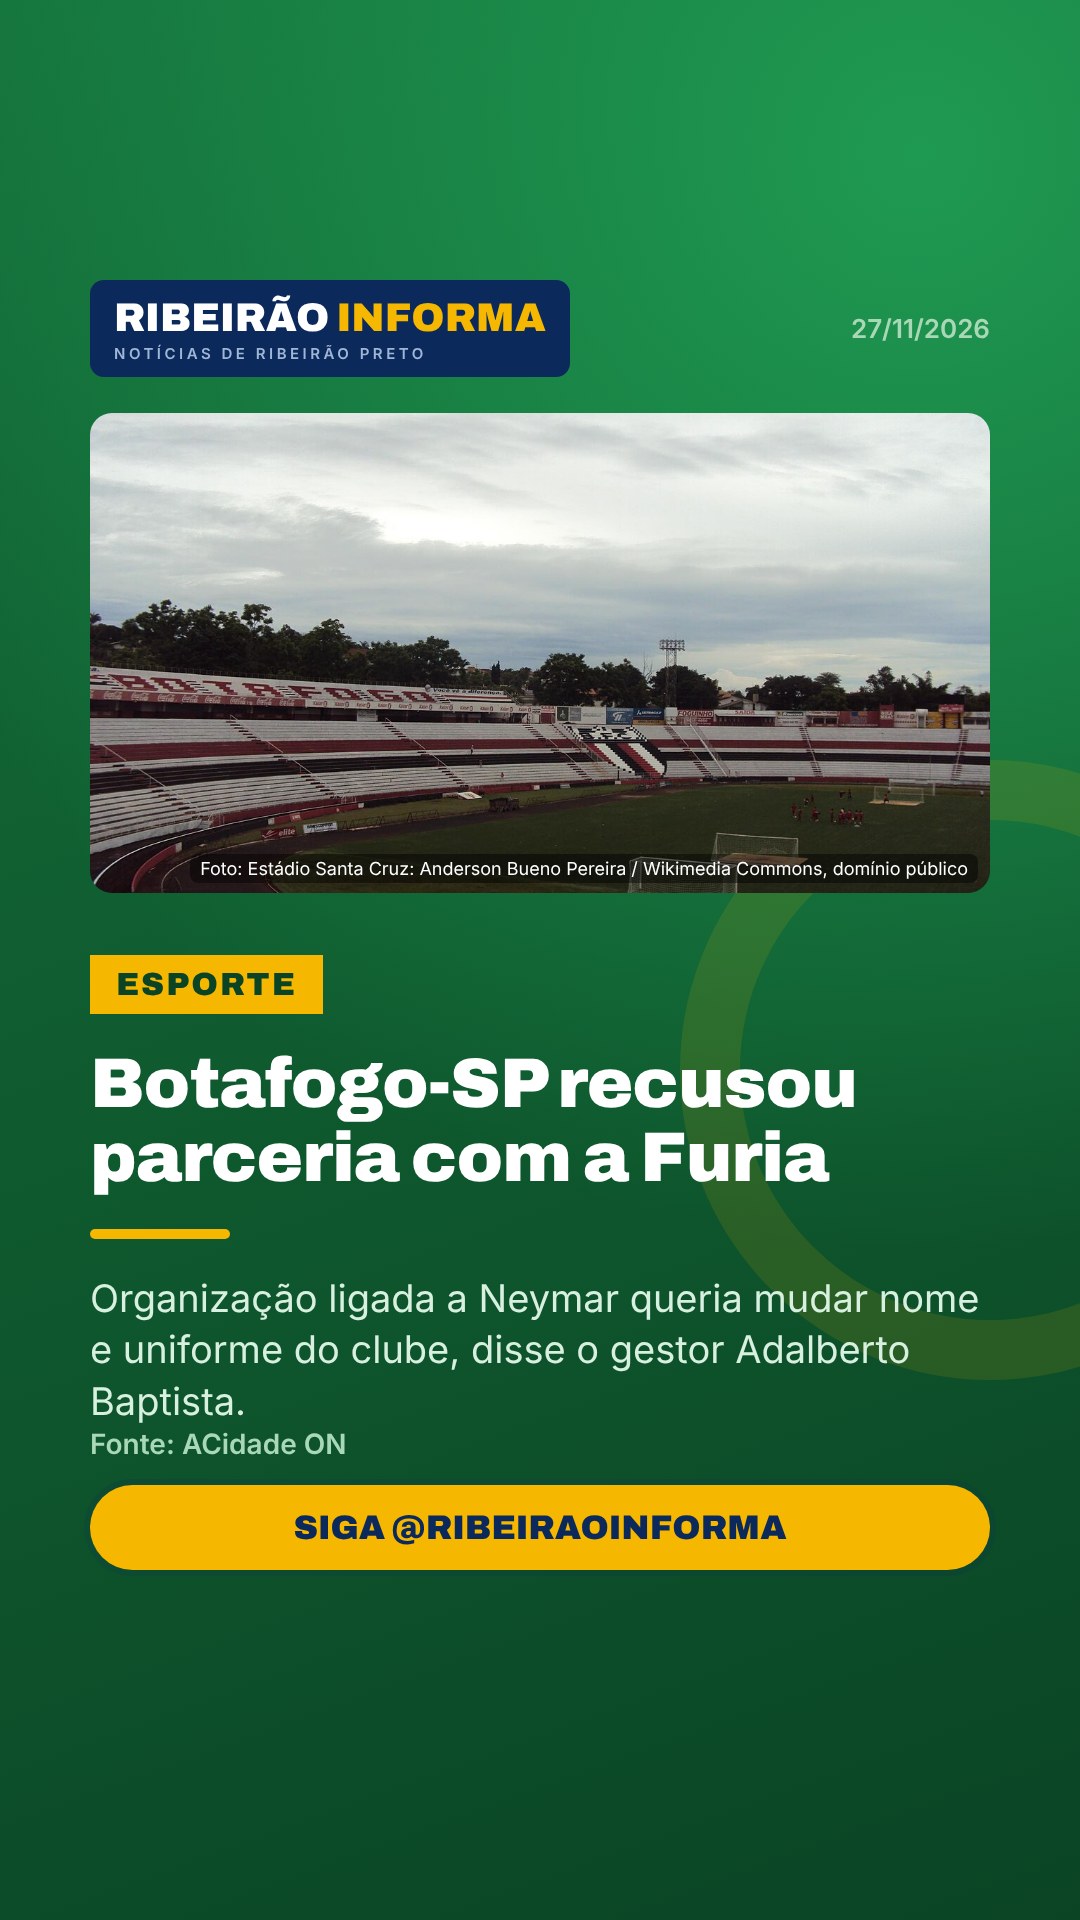 RIBEIRÃO INFORMA
NOTÍCIAS DE RIBEIRÃO PRETO
27/11/2026
BOTAFOGO
Foto: Estádio Santa Cruz: Anderson Bueno Pereira / Wikimedia Commons, domínio público
ESPORTE
Botafogo-SP recusou
parceria com a Furia
Organização ligada a Neymar queria mudar nome
e uniforme do clube, disse o gestor Adalberto
Baptista.
Fonte: ACidade ON
SIGA @RIBEIRAOINFORMA